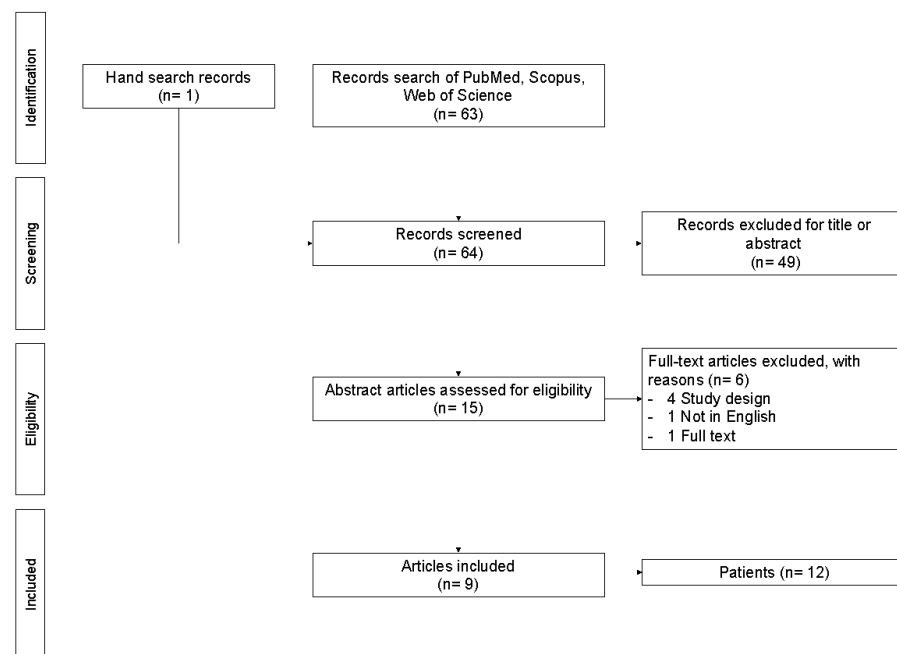 Identification
Hand search records
(n= 1)
Records search of PubMed, Scopus,
Web of Science
(n= 63)
Screening
Records screened
(n= 64)
Records excluded for title or
abstract
(n= 49)
Eligibility
Abstract articles assessed for eligibility
(n= 15)
Full-text articles excluded, with
reasons (n= 6)
- 4 Study design
- 1 Not in English
- 1 Full text
Included
Articles included
(n= 9)
Patients (n= 12)